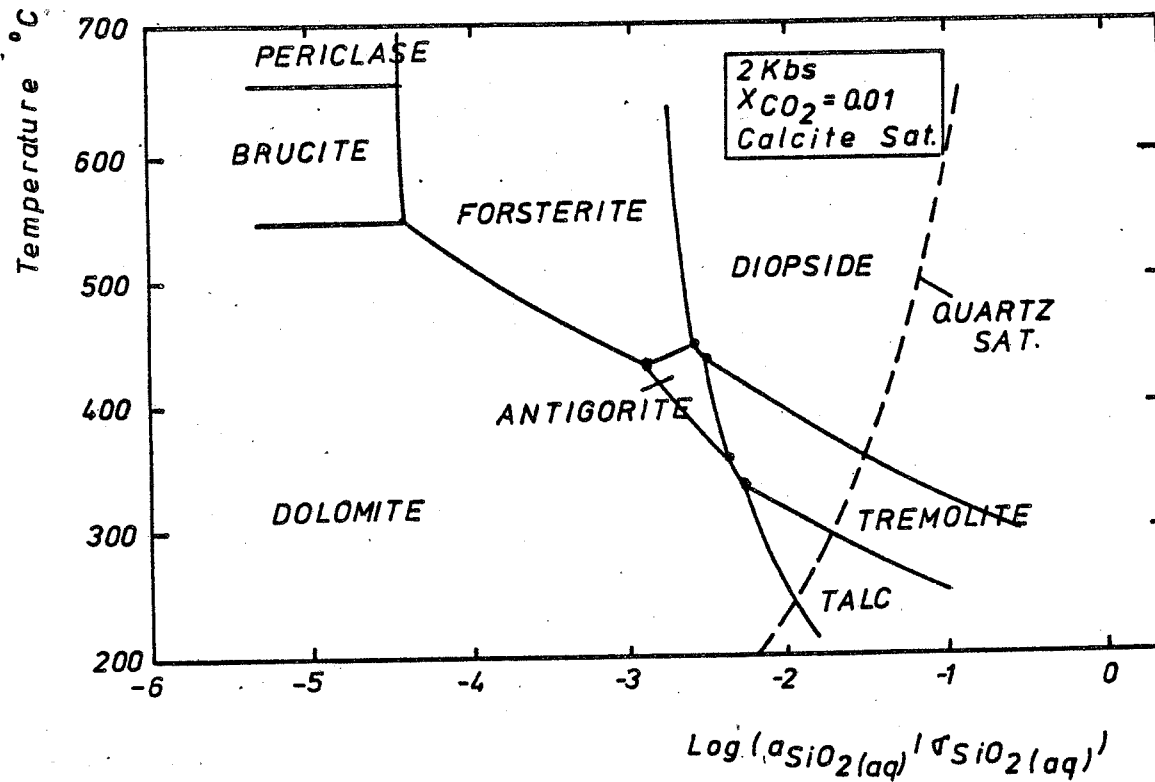 Temperature °C
700
600
500
400
300
200
-6
-5
-4
-3
-2
-1
0
PERICLASE
BRUCITE
FORSTERITE
DIOPSIDE
ANTIGORITE
DOLOMITE
TREMOLITE
TALC
QUARTZ
SAT.
2 Kbs
XCO2 = 0.01
Calcite Sat.
Log (aSiO2(aq) / σSiO2(aq))